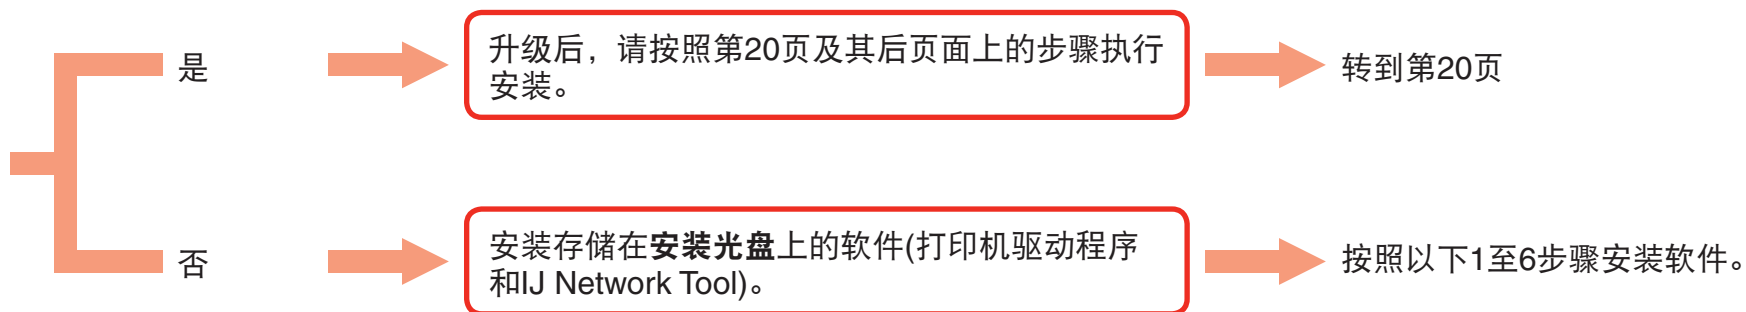 是
升级后，请按照第20页及其后页面上的步骤执行
安装。
转到第20页
否
安装存储在安装光盘上的软件(打印机驱动程序
和IJ Network Tool)。
按照以下1至6步骤安装软件。